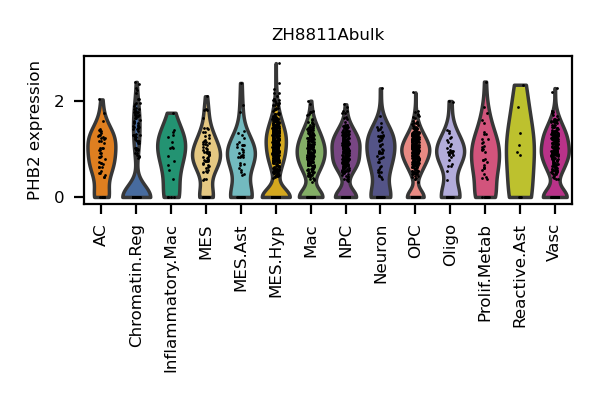 ZH8811Abulk
PHB2 expression
2
0
AC
Chromatin.Reg
Inflammatory.Mac
MES
MES.Ast
MES.Hyp
Mac
NPC
Neuron
OPC
Oligo
Prolif.Metab
Reactive.Ast
Vasc